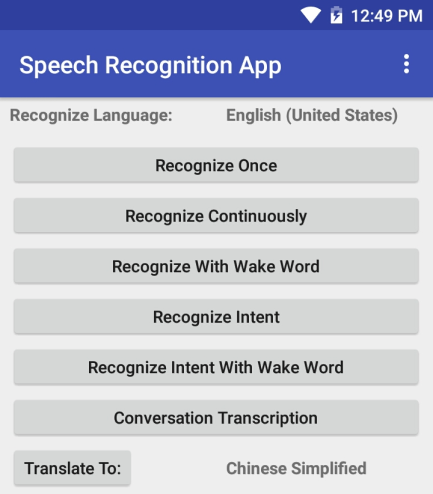 12:49 PM
Speech Recognition App
Recognize Language: English (United States)
Recognize Once
Recognize Continuously
Recognize With Wake Word
Recognize Intent
Recognize Intent With Wake Word
Conversation Transcription
Translate To: Chinese Simplified